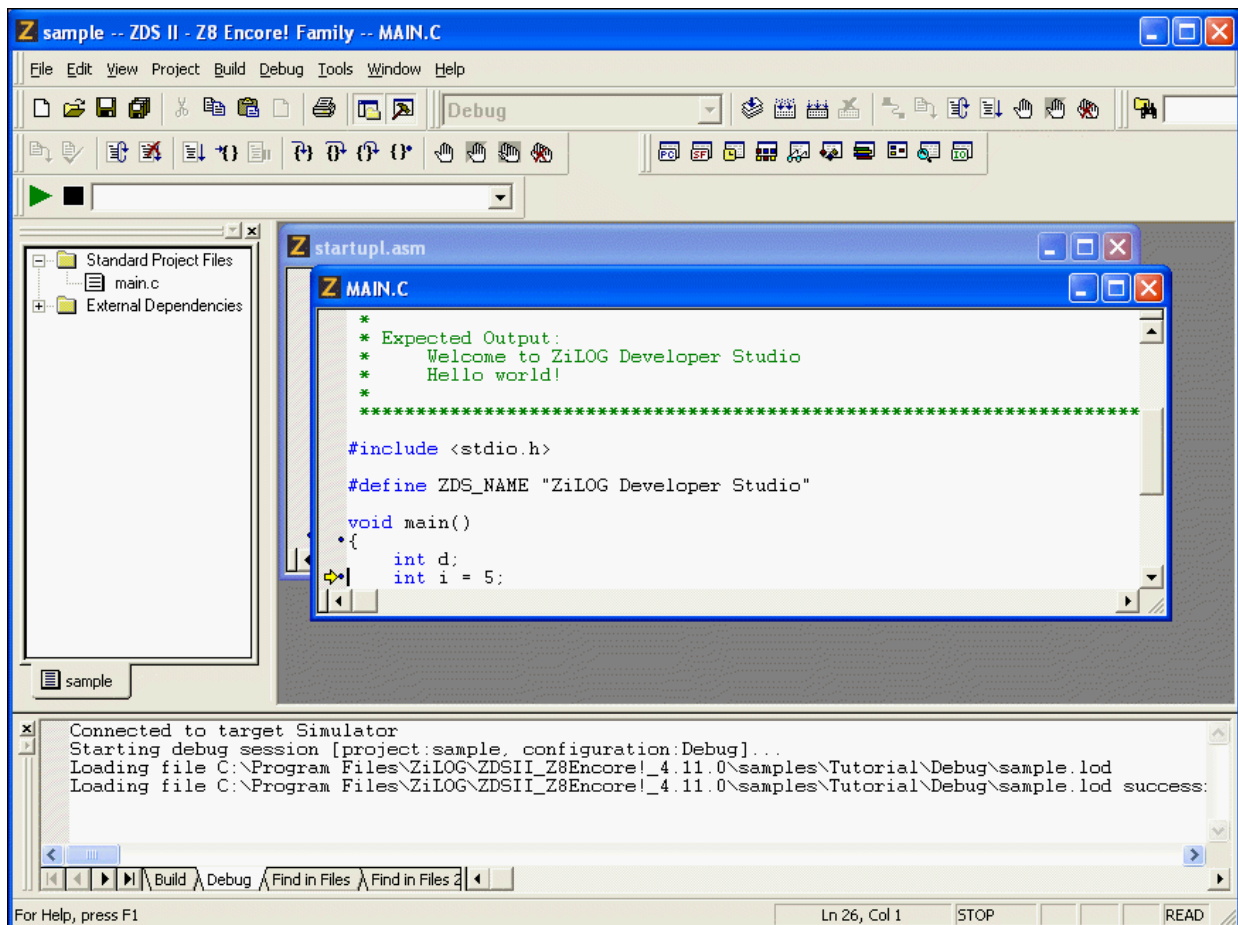 sample -- ZDS II - Z8 Encore! Family -- MAIN.C
File Edit View Project Build Debug Tools Window Help
Debug
PC SF IO
Standard Project Files
main.c
External Dependencies
sample
startupl.asm
MAIN.C
*
* Expected Output:
* Welcome to ZiLOG Developer Studio
* Hello world!
*
*********************************************************************
#include <stdio.h>
#define ZDS_NAME "ZiLOG Developer Studio"
void main()
{
int d;
int i = 5;
Connected to target Simulator
Starting debug session [project:sample, configuration:Debug]...
Loading file C:\Program Files\ZiLOG\ZDSII_Z8Encore!_4.11.0\samples\Tutorial\Debug\sample.lod
Loading file C:\Program Files\ZiLOG\ZDSII_Z8Encore!_4.11.0\samples\Tutorial\Debug\sample.lod success
Build Debug Find in Files Find in Files 2
For Help, press F1 Ln 26, Col 1 STOP READ